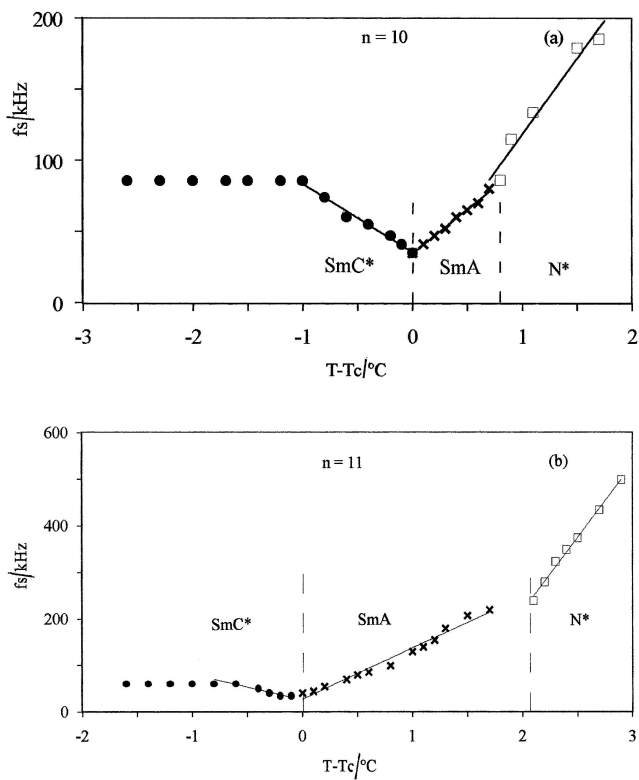 200
n = 10
(a)
fs/kHz
100
SmC*
SmA
N*
0
-3
-2
-1
0
1
2
T-Tc/°C
600
n = 11
(b)
400
fs/kHz
200
SmC*
SmA
N*
0
-2
-1
0
1
2
3
T-Tc/°C